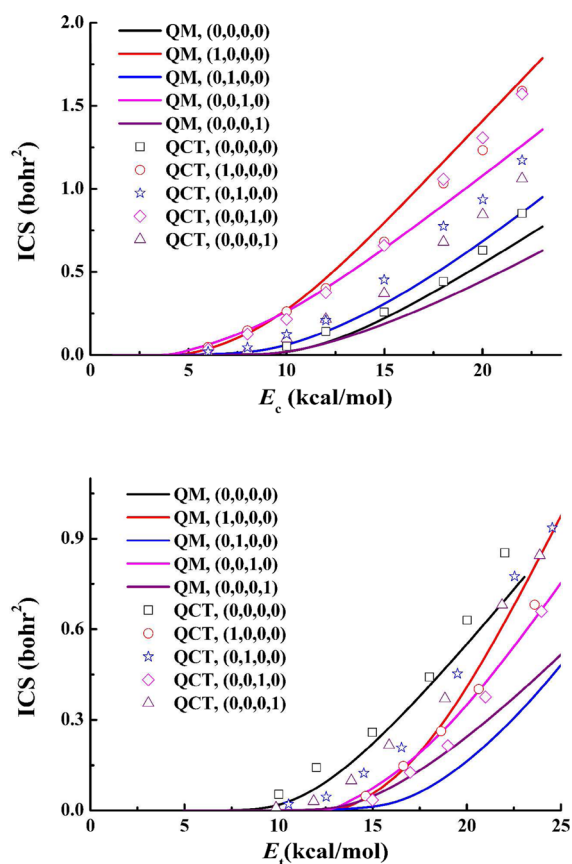 2.0
1.5
1.0
0.5
0.0
ICS (bohr²)
QM, (0,0,0,0)
QM, (1,0,0,0)
QM, (0,1,0,0)
QM, (0,0,1,0)
QM, (0,0,0,1)
QCT, (0,0,0,0)
QCT, (1,0,0,0)
QCT, (0,1,0,0)
QCT, (0,0,1,0)
QCT, (0,0,0,1)
0 5 10 15 20
E_c (kcal/mol)
0.9
0.6
0.3
0.0
ICS (bohr²)
QM, (0,0,0,0)
QM, (1,0,0,0)
QM, (0,1,0,0)
QM, (0,0,1,0)
QM, (0,0,0,1)
QCT, (0,0,0,0)
QCT, (1,0,0,0)
QCT, (0,1,0,0)
QCT, (0,0,1,0)
QCT, (0,0,0,1)
0 5 10 15 20 25
E_t(kcal/mol)